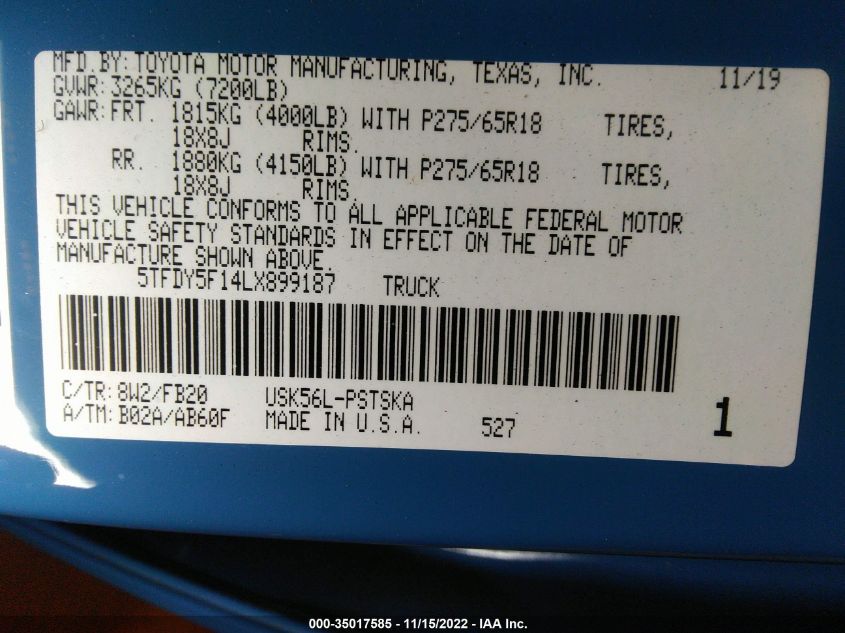 MFD.BY:TOYOTA MOTOR MANUFACTURING, TEXAS, INC. 11/19
GVWR:3265KG (7200LB)
GAWR:FRT. 1815KG (4000LB) WITH P275/65R18 TIRES,
18X8J RIMS.
RR. 1880KG (4150LB) WITH P275/65R18 TIRES,
18X8J RIMS.
THIS VEHICLE CONFORMS TO ALL APPLICABLE FEDERAL MOTOR
VEHICLE SAFETY STANDARDS IN EFFECT ON THE DATE OF
MANUFACTURE SHOWN ABOVE.
5TFDY5F14LX899187 TRUCK
C/TR:8W2/FB20 USK56L-PSTSKA
A/TM:B02A/AB60F MADE IN U.S.A. 527 1
000-35017585 - 11/15/2022 - IAA Inc.